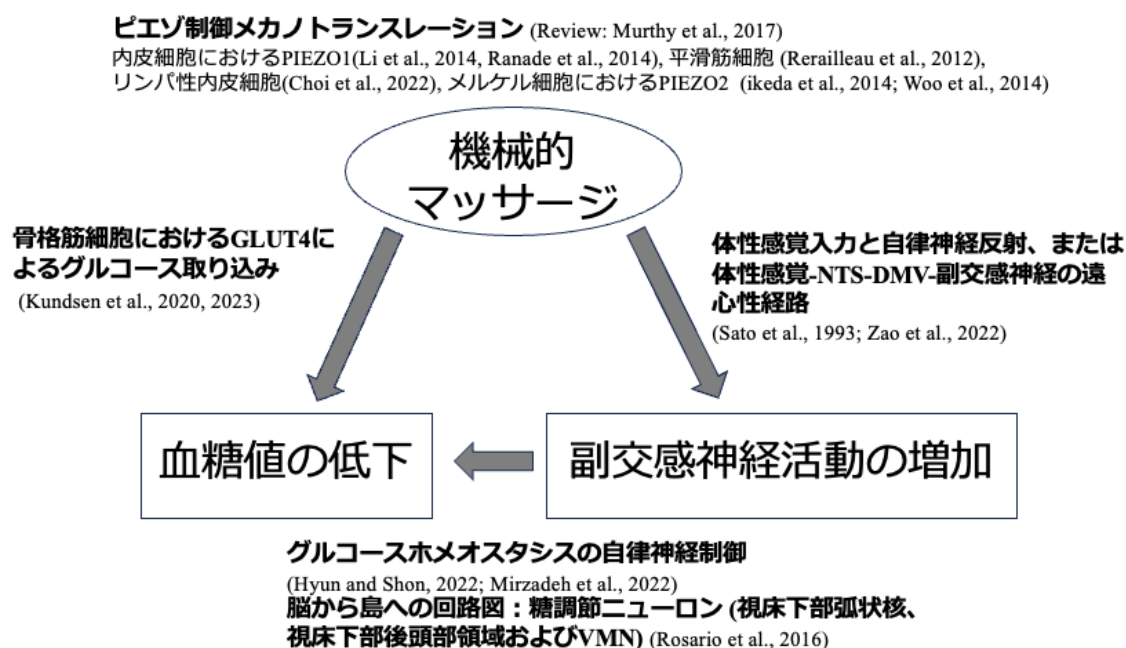 ピエゾ制御メカノトランスレーション (Review: Murthy et al., 2017)
内皮細胞におけるPIEZO1(Li et al., 2014, Ranade et al., 2014), 平滑筋細胞 (Rerailleau et al., 2012),
リンパ性内皮細胞(Choi et al., 2022), メルケル細胞におけるPIEZO2 (ikeda et al., 2014; Woo et al., 2014)
機械的
マッサージ
骨格筋細胞におけるGLUT4に
よるグルコース取り込み
(Kundsen et al., 2020, 2023)
体性感覚入力と自律神経反射、または
体性感覚-NTS-DMV-副交感神経の遠
心性経路
(Sato et al., 1993; Zao et al., 2022)
血糖値の低下
副交感神経活動の増加
グルコースホメオスタシスの自律神経制御
(Hyun and Shon, 2022; Mirzadeh et al., 2022)
脳から島への回路図：糖調節ニューロン (視床下部弧状核、
視床下部後頭部領域およびVMN) (Rosario et al., 2016)